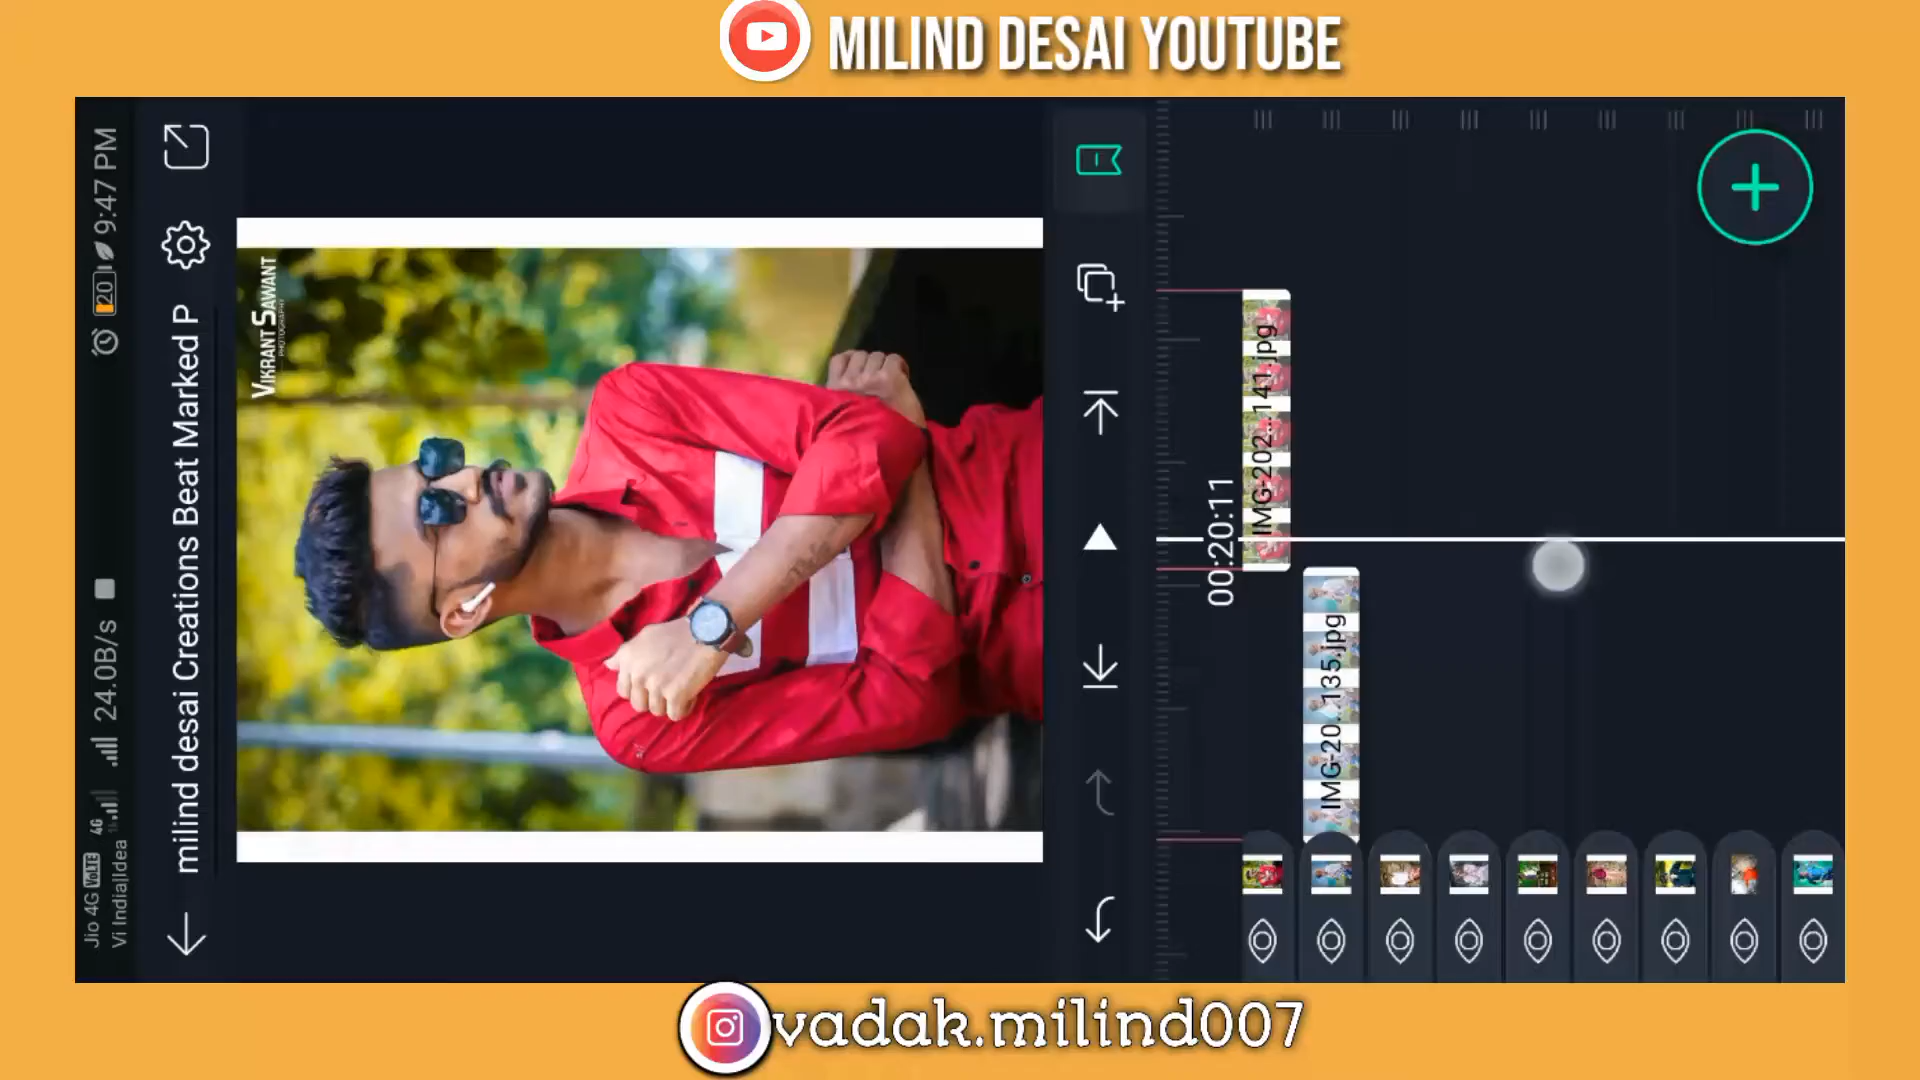 MILIND DESAI YOUTUBE
Jio 4G VoLTE 4G 24.0B/s 20 9:47 PM
Vi India|Idea
milind desai Creations Beat Marked P
VIKRANT SAWANT
PHOTOGRAPHY
00:20:11
IMG-202...141.jpg
IMG-20...135.jpg
vadak.milind007